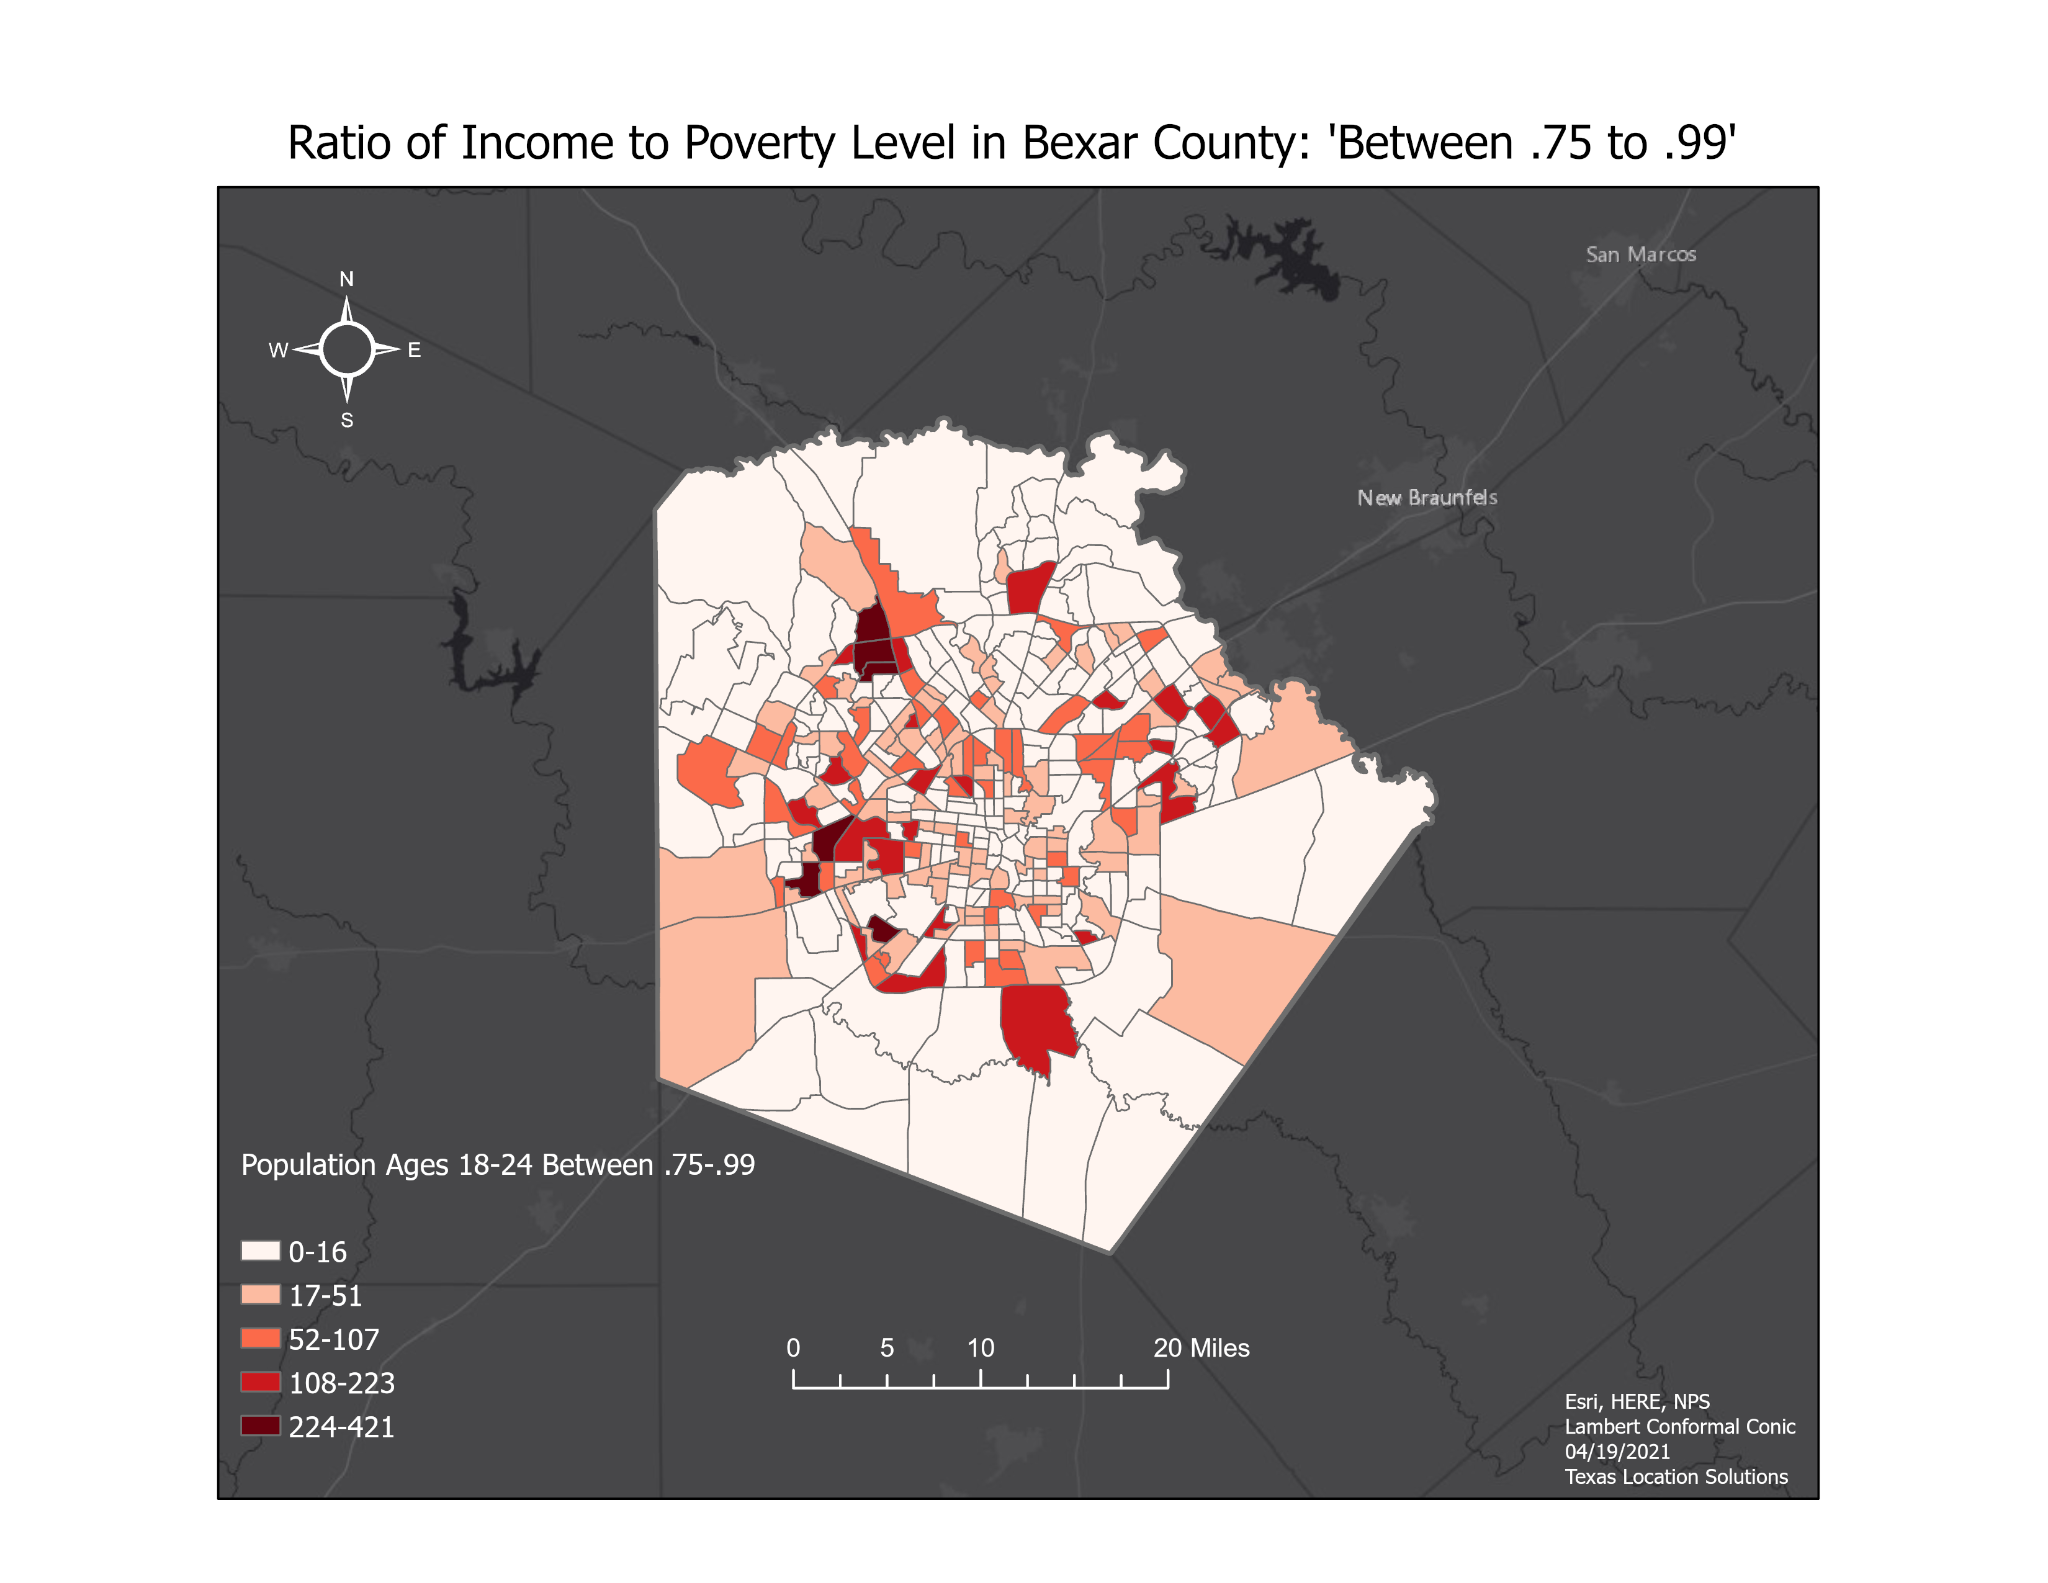 Ratio of Income to Poverty Level in Bexar County: 'Between .75 to .99'
San Marcos
N
W E
S
New Braunfels
Population Ages 18-24 Between .75-.99
0-16
17-51
52-107
108-223
224-421
0 5 10 20 Miles
Esri, HERE, NPS
Lambert Conformal Conic
04/19/2021
Texas Location Solutions